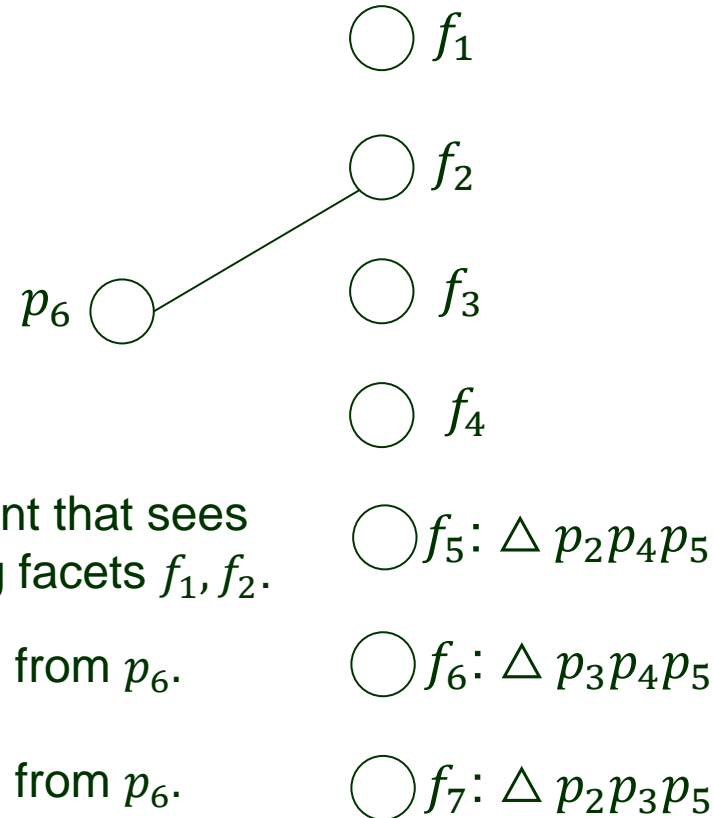 f₁
f₂
p₆
f₃
f₄
nt that sees
facets f₁, f₂.
f₅: △ p₂p₄p₅
from p₆.
f₆: △ p₃p₄p₅
from p₆.
f₇: △ p₂p₃p₅